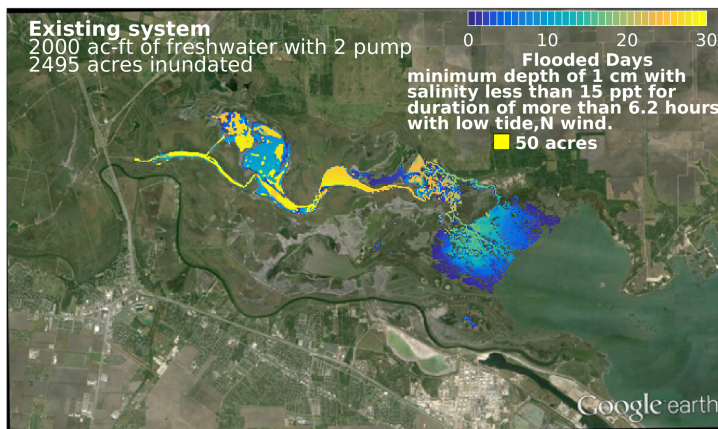 Existing system
2000 ac-ft of freshwater with 2 pump
2495 acres inundated
0 10 20 30
Flooded Days
minimum depth of 1 cm with
salinity less than 15 ppt for
duration of more than 6.2 hours
with low tide,N wind.
50 acres
Google earth